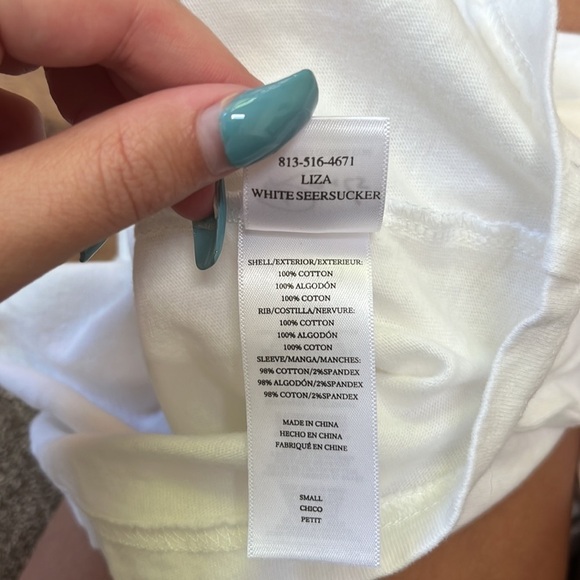 813-516-4671
LIZA
WHITE SEERSUCKER
SHELL/EXTERIOR/EXTERIEUR:
100% COTTON
100% ALGODÓN
100% COTON
RIB/COSTILLA/NERVURE:
100% COTTON
100% ALGODÓN
100% COTON
SLEEVE/MANGA/MANCHES:
98% COTTON/2%SPANDEX
98% ALGODÓN/2%SPANDEX
98% COTON/2%SPANDEX
MADE IN CHINA
HECHO EN CHINA
FABRIQUÉ EN CHINE
SMALL
CHICO
PETIT